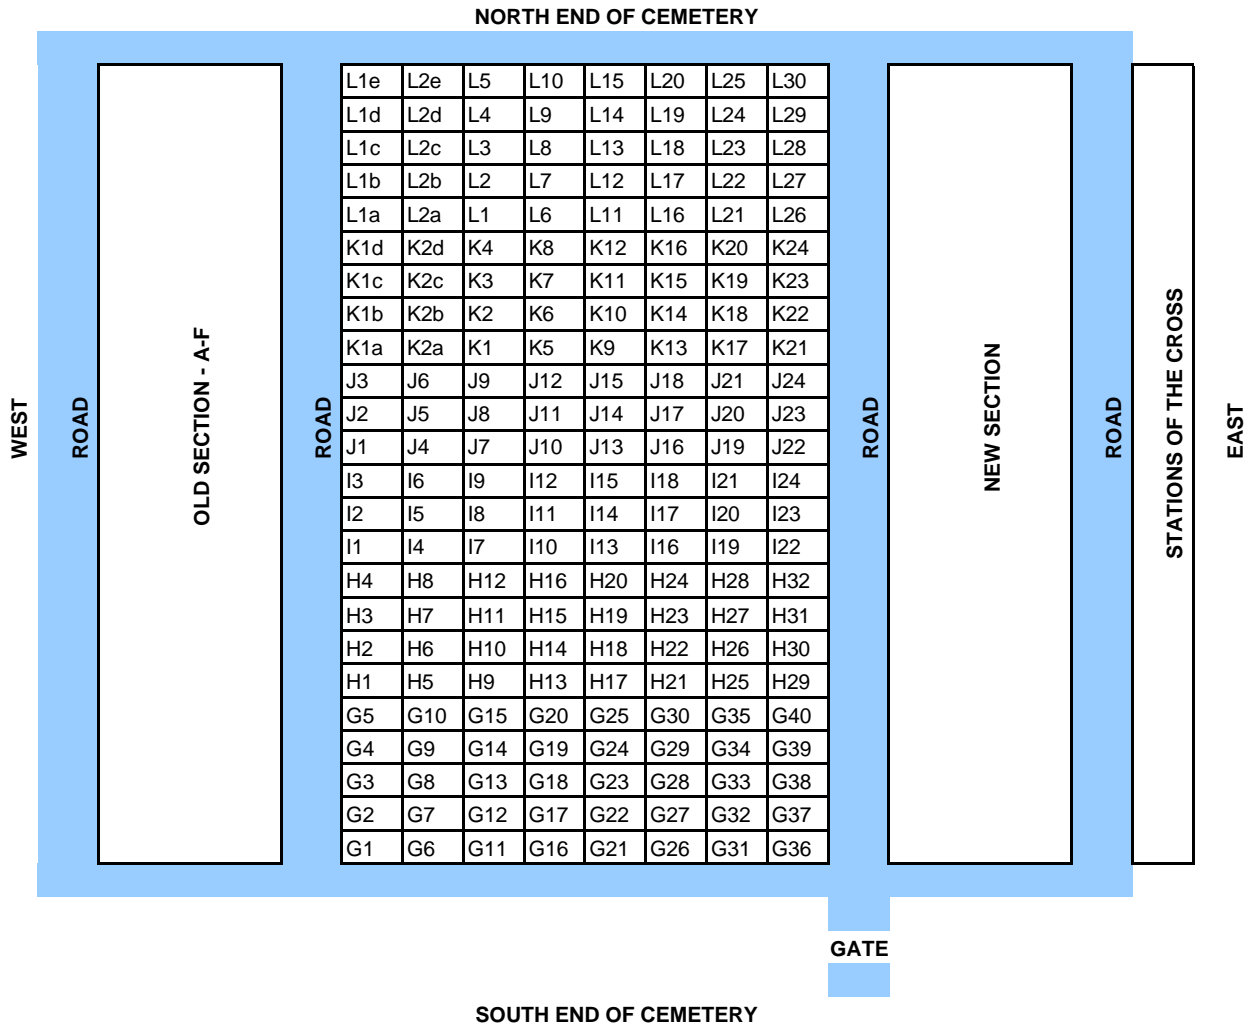 NORTH END OF CEMETERY
L1e L2e L5 L10 L15 L20 L25 L30
L1d L2d L4 L9 L14 L19 L24 L29
L1c L2c L3 L8 L13 L18 L23 L28
L1b L2b L2 L7 L12 L17 L22 L27
L1a L2a L1 L6 L11 L16 L21 L26
K1d K2d K4 K8 K12 K16 K20 K24
K1c K2c K3 K7 K11 K15 K19 K23
K1b K2b K2 K6 K10 K14 K18 K22
K1a K2a K1 K5 K9 K13 K17 K21
J3 J6 J9 J12 J15 J18 J21 J24
J2 J5 J8 J11 J14 J17 J20 J23
J1 J4 J7 J10 J13 J16 J19 J22
I3 I6 I9 I12 I15 I18 I21 I24
I2 I5 I8 I11 I14 I17 I20 I23
I1 I4 I7 I10 I13 I16 I19 I22
H4 H8 H12 H16 H20 H24 H28 H32
H3 H7 H11 H15 H19 H23 H27 H31
H2 H6 H10 H14 H18 H22 H26 H30
H1 H5 H9 H13 H17 H21 H25 H29
G5 G10 G15 G20 G25 G30 G35 G40
G4 G9 G14 G19 G24 G29 G34 G39
G3 G8 G13 G18 G23 G28 G33 G38
G2 G7 G12 G17 G22 G27 G32 G37
G1 G6 G11 G16 G21 G26 G31 G36
WEST
ROAD
OLD SECTION - A-F
ROAD
ROAD
NEW SECTION
ROAD
STATIONS OF THE CROSS
EAST
GATE
SOUTH END OF CEMETERY